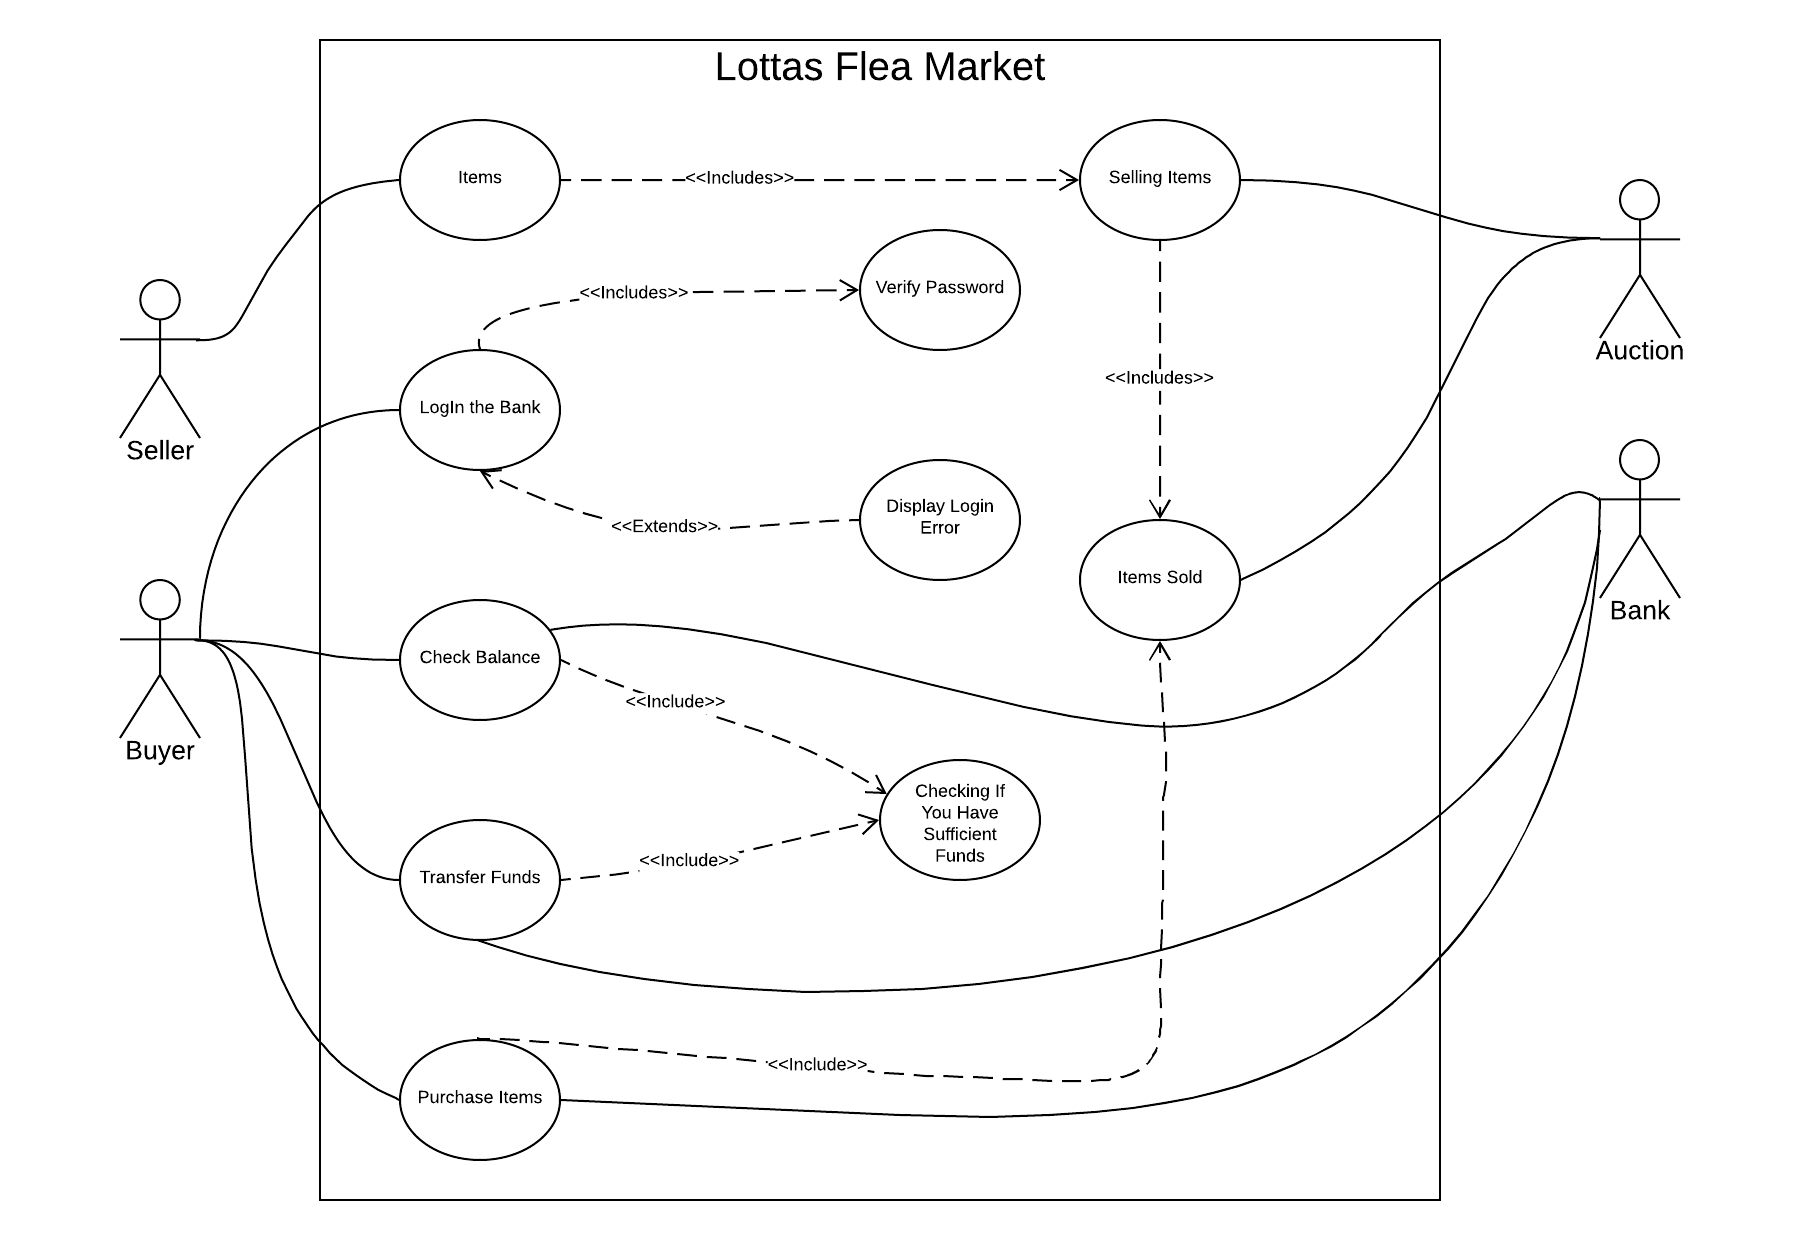 Lottas Flea Market
Items
<<Includes>>
Selling Items
<<Includes>>
Verify Password
Seller
LogIn the Bank
<<Includes>>
Auction
<<Extends>>
Display Login
Error
Items Sold
Bank
Buyer
Check Balance
<<Include>>
Checking If
You Have
Sufficient
Funds
<<Include>>
Transfer Funds
<<Include>>
Purchase Items